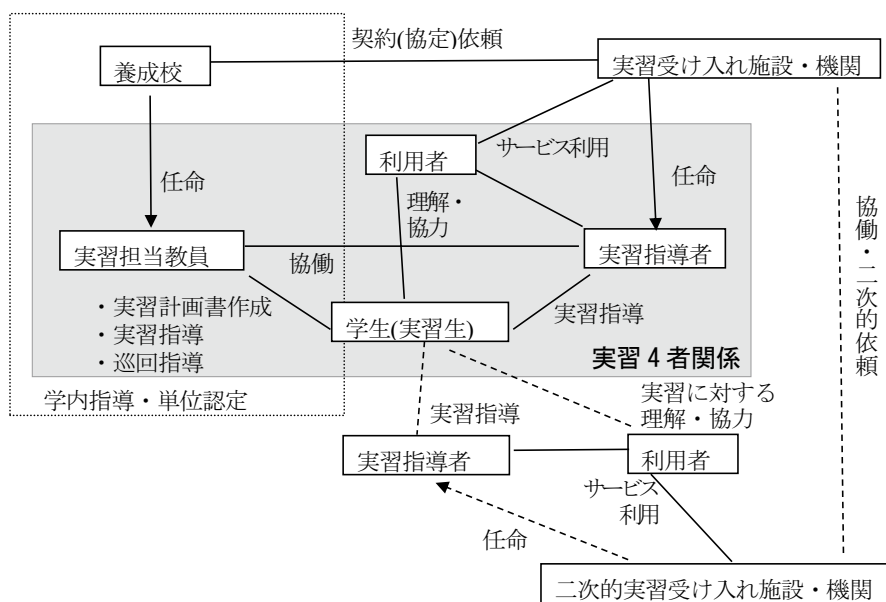 契約(協定)依頼
養成校
実習受け入れ施設・機関
利用者
サービス利用
任命
任命
理解・
協力
実習担当教員
協働
実習指導者
協働・二次的依頼
・実習計画書作成
・実習指導
・巡回指導
学生(実習生)
実習指導
実習4者関係
学内指導・単位認定
実習指導
実習に対する
理解・協力
実習指導者
利用者
サービス
利用
任命
二次的実習受け入れ施設・機関